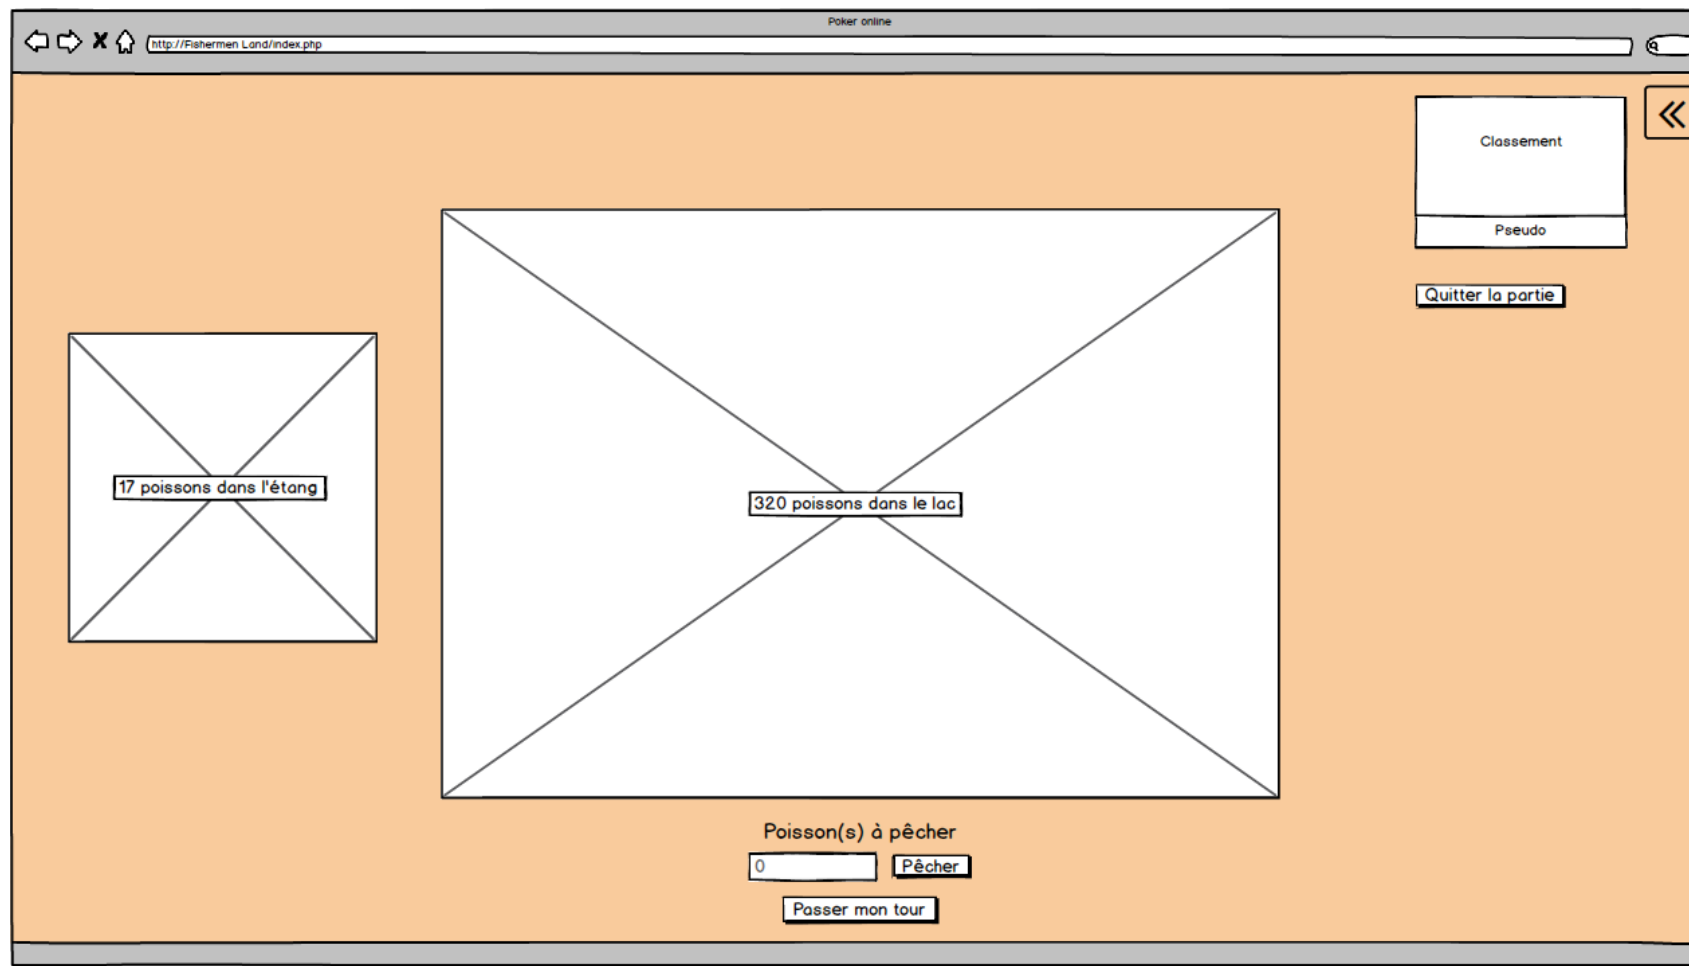 Poker online
http://Fishermen Land/index.php
Classement
Pseudo
Quitter la partie
17 poissons dans l'étang
320 poissons dans le lac
Poisson(s) à pêcher
0
Pêcher
Passer mon tour